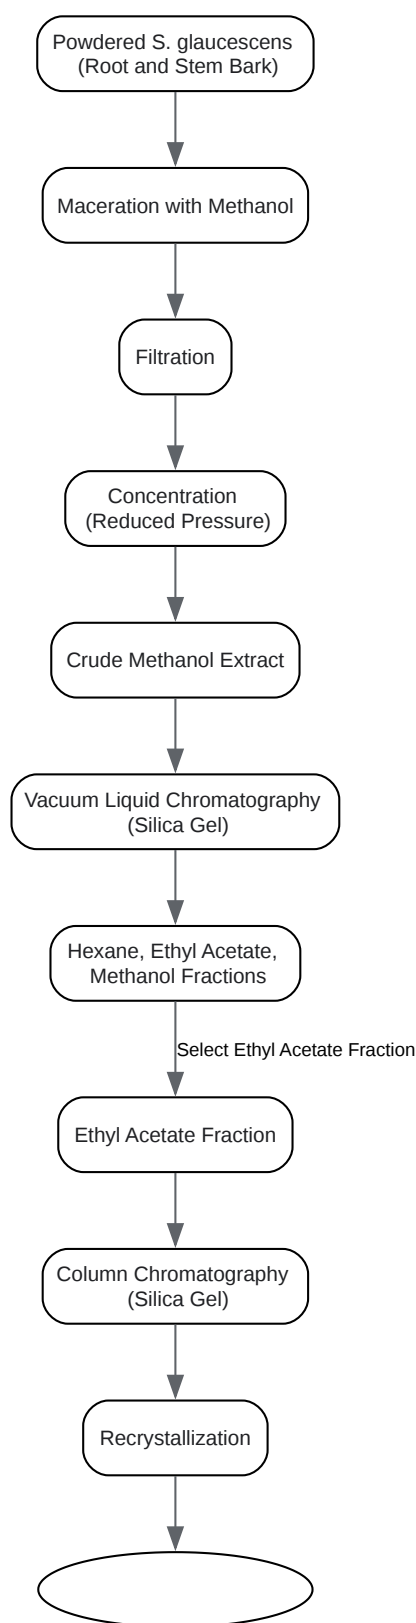 Powdered S. glaucescens
(Root and Stem Bark)
Maceration with Methanol
Filtration
Concentration
(Reduced Pressure)
Crude Methanol Extract
Vacuum Liquid Chromatography
(Silica Gel)
Hexane, Ethyl Acetate,
Methanol Fractions
Select Ethyl Acetate Fraction
Ethyl Acetate Fraction
Column Chromatography
(Silica Gel)
Recrystallization